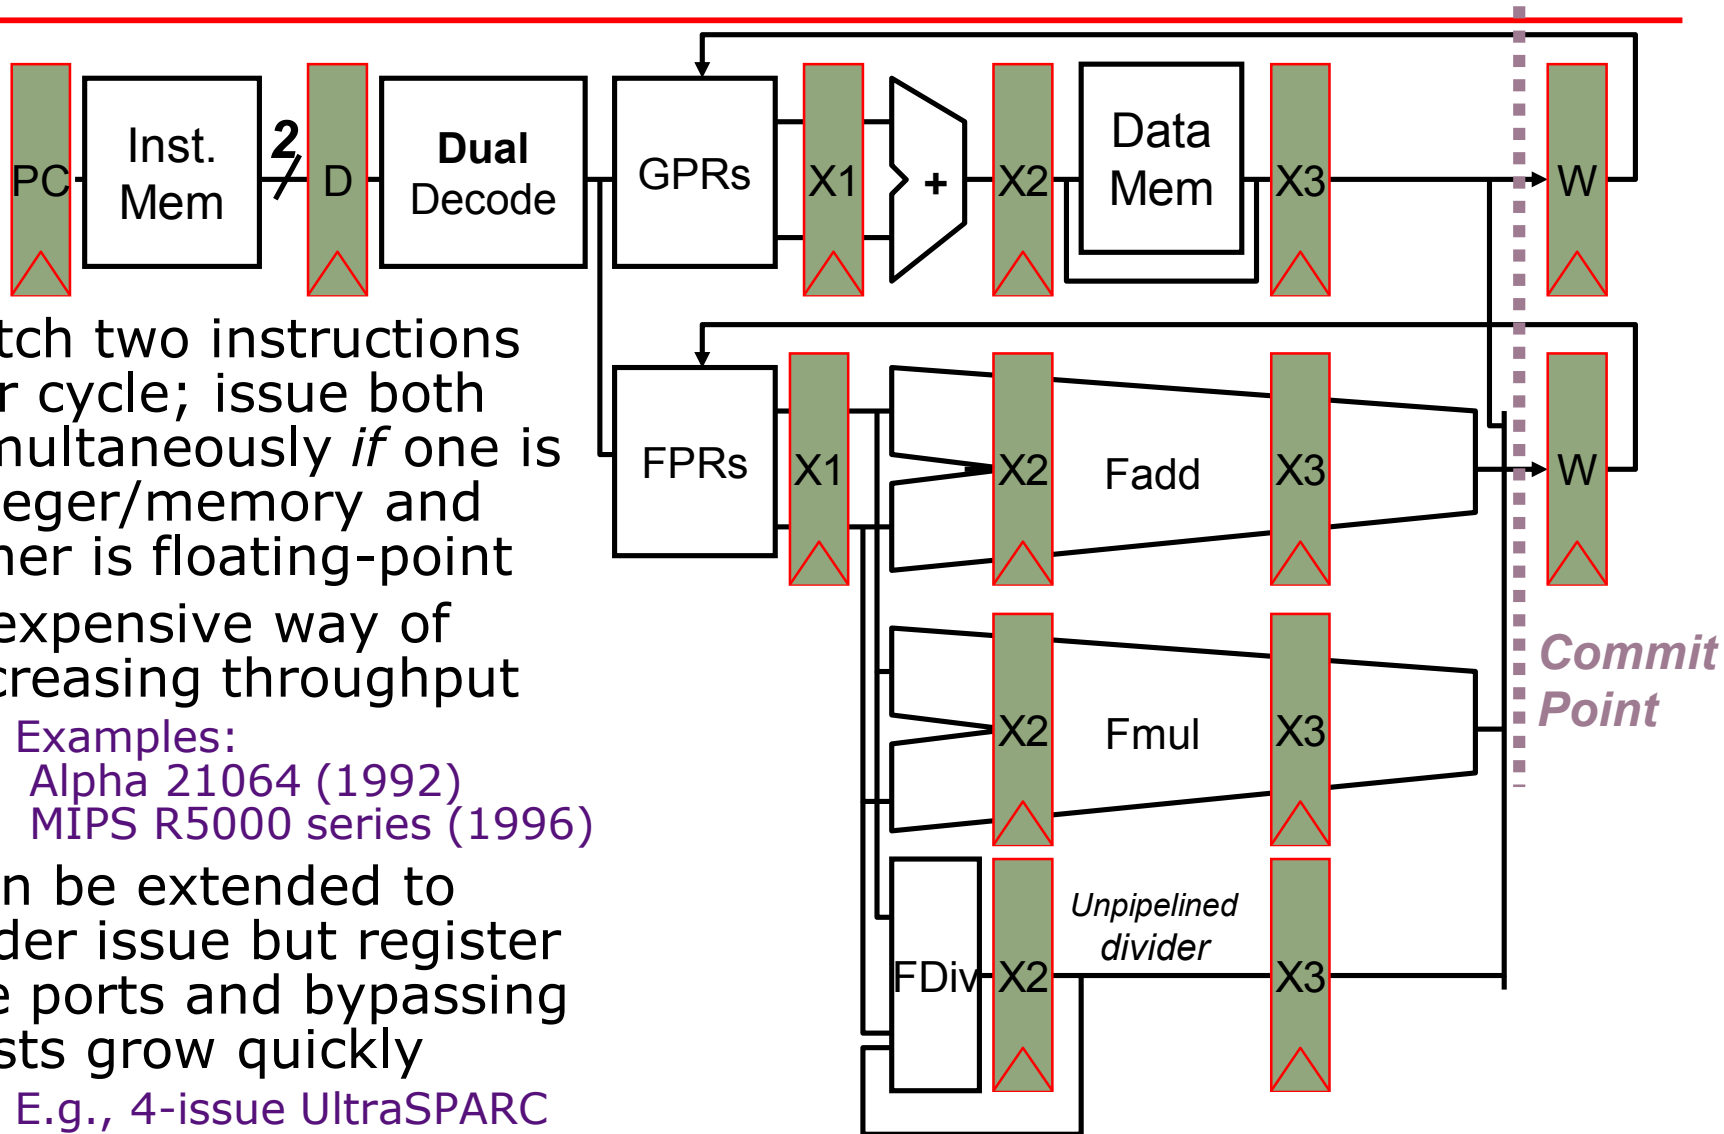 PC
Inst.
Mem
2
D
Dual
Decode
GPRs
X1
+
X2
Data
Mem
X3
W
tch two instructions
r cycle; issue both
multaneously if one is
eger/memory and
ner is floating-point
expensive way of
creasing throughput
Examples:
Alpha 21064 (1992)
MIPS R5000 series (1996)
n be extended to
der issue but register
e ports and bypassing
sts grow quickly
E.g., 4-issue UltraSPARC
FPRs
X1
X2
Fadd
X3
W
X2
Fmul
X3
Commit
Point
FDiv
X2
Unpipelined
divider
X3